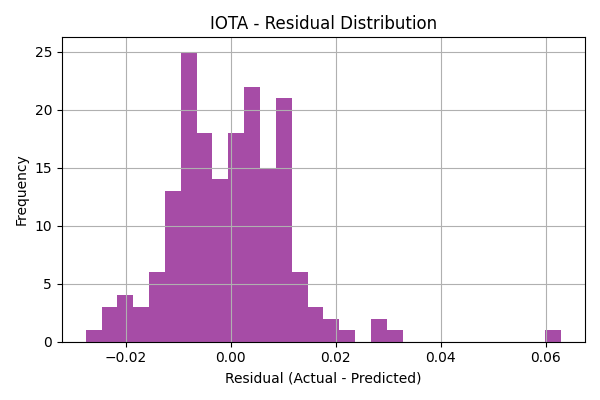 IOTA - Residual Distribution
Frequency
25
20
15
10
5
0
−0.02 0.00 0.02 0.04 0.06
Residual (Actual - Predicted)